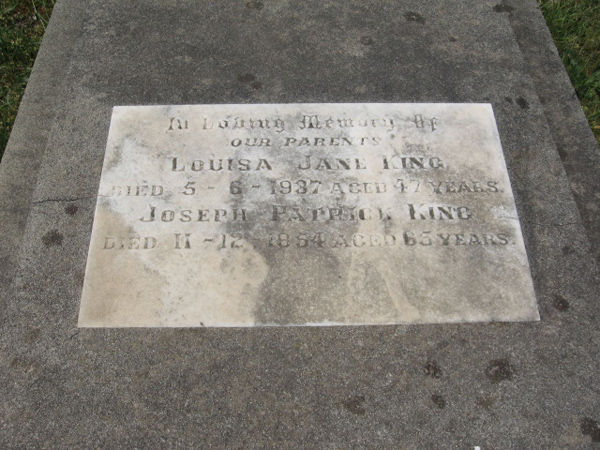 In Loving Memory Of
OUR PARENTS
LOUISA JANE KING
DIED 5-6-1937 AGED 47 YEARS.
JOSEPH PATRICK KING
DIED 11-12-1954 AGED 65 YEARS.